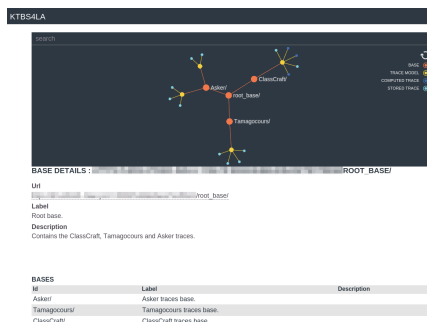 KTBS4LA
search
BASE
TRACE MODEL
COMPUTED TRACE
STORED TRACE
ClassCraft/
Asker/
root_base/
Tamagocours/
BASE DETAILS : ROOT_BASE/
Url
/root_base/
Label
Root base.
Description
Contains the ClassCraft, Tamagocours and Asker traces.
BASES
Id Label Description
Asker/ Asker traces base.
Tamagocours/ Tamagocours traces base.
ClassCraft/ ClassCraft traces base.